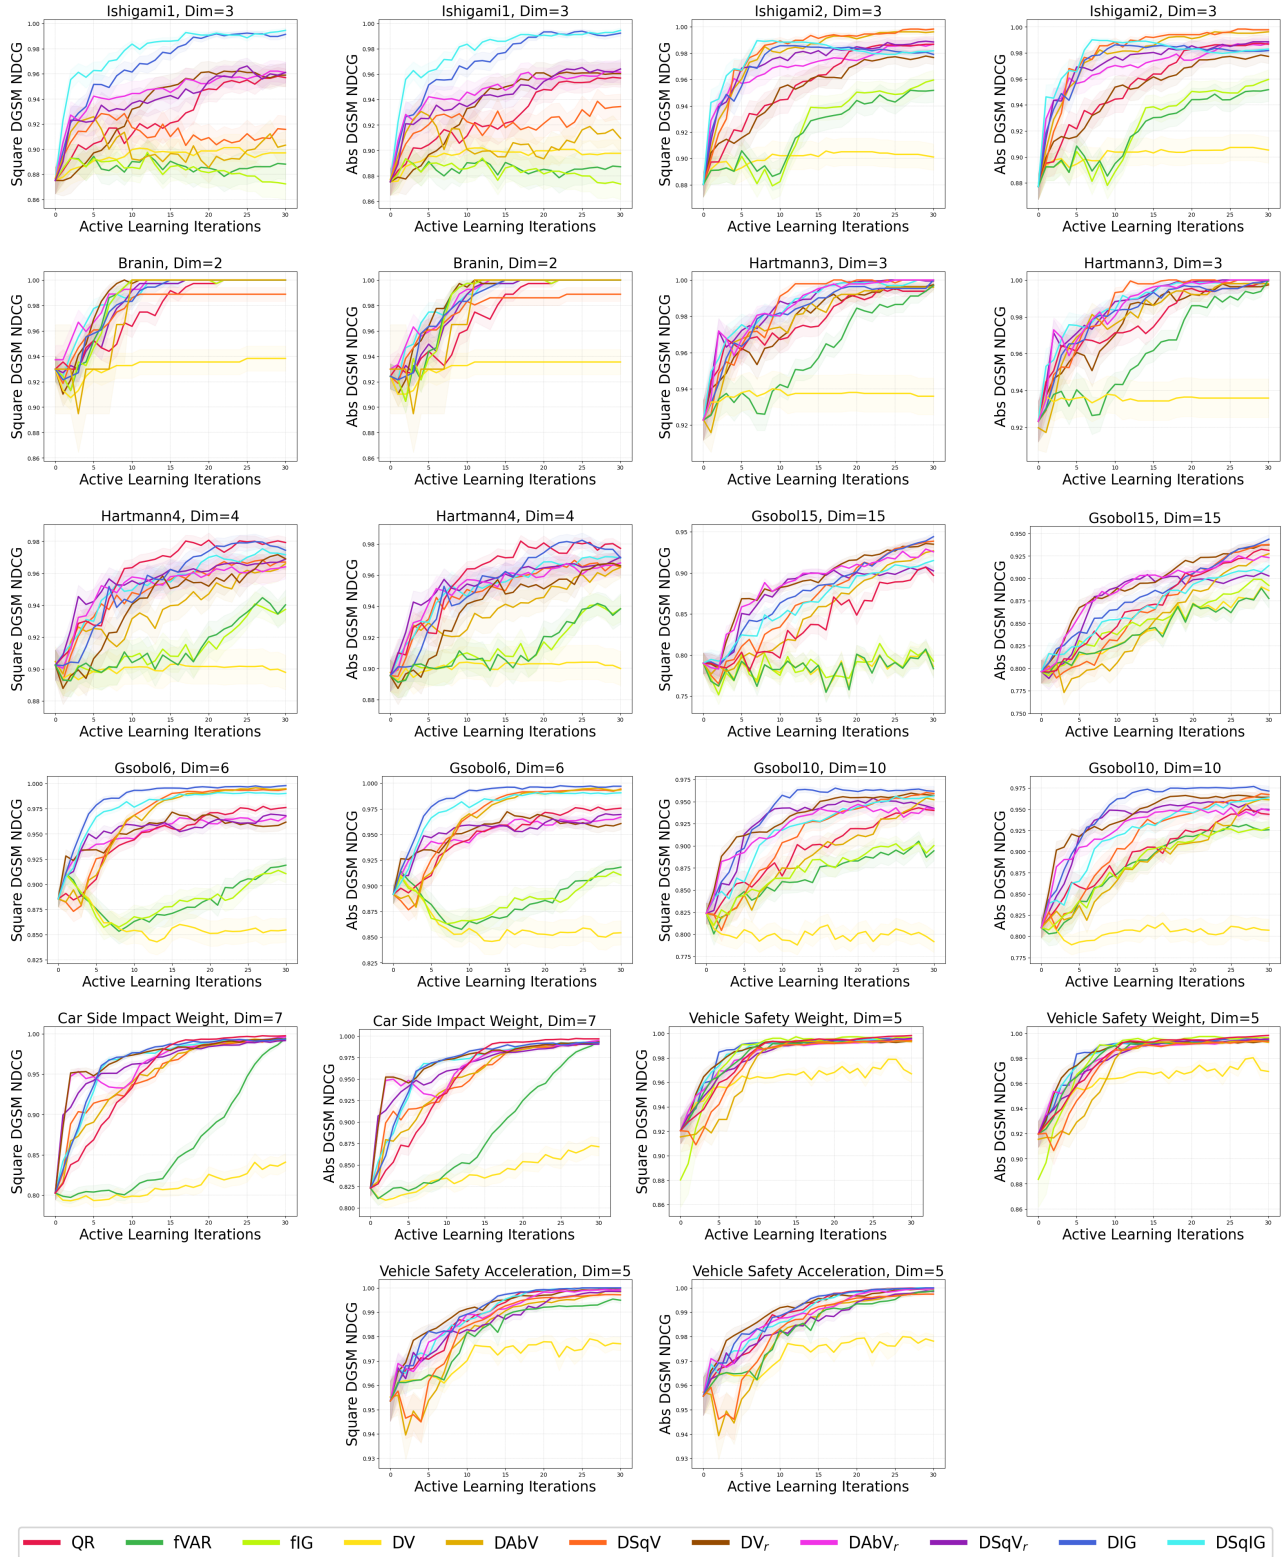 Ishigami1, Dim=3
Square DGSM NDCG
Active Learning Iterations
Ishigami1, Dim=3
Abs DGSM NDCG
Active Learning Iterations
Ishigami2, Dim=3
Square DGSM NDCG
Active Learning Iterations
Ishigami2, Dim=3
Abs DGSM NDCG
Active Learning Iterations
Branin, Dim=2
Square DGSM NDCG
Active Learning Iterations
Branin, Dim=2
Abs DGSM NDCG
Active Learning Iterations
Hartmann3, Dim=3
Square DGSM NDCG
Active Learning Iterations
Hartmann3, Dim=3
Abs DGSM NDCG
Active Learning Iterations
Hartmann4, Dim=4
Square DGSM NDCG
Active Learning Iterations
Hartmann4, Dim=4
Abs DGSM NDCG
Active Learning Iterations
Gsobol15, Dim=15
Square DGSM NDCG
Active Learning Iterations
Gsobol15, Dim=15
Abs DGSM NDCG
Active Learning Iterations
Gsobol6, Dim=6
Square DGSM NDCG
Active Learning Iterations
Gsobol6, Dim=6
Abs DGSM NDCG
Active Learning Iterations
Gsobol10, Dim=10
Square DGSM NDCG
Active Learning Iterations
Gsobol10, Dim=10
Abs DGSM NDCG
Active Learning Iterations
Car Side Impact Weight, Dim=7
Square DGSM NDCG
Active Learning Iterations
Car Side Impact Weight, Dim=7
Abs DGSM NDCG
Active Learning Iterations
Vehicle Safety Weight, Dim=5
Square DGSM NDCG
Active Learning Iterations
Vehicle Safety Weight, Dim=5
Abs DGSM NDCG
Active Learning Iterations
Vehicle Safety Acceleration, Dim=5
Square DGSM NDCG
Active Learning Iterations
Vehicle Safety Acceleration, Dim=5
Abs DGSM NDCG
Active Learning Iterations
QR fVAR fIG DV DAbV DSqV DVr DAbVr DSqVr DIG DSqIG